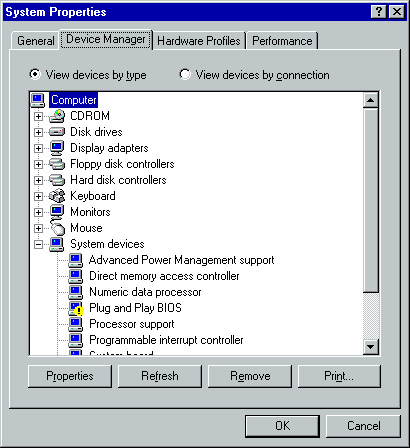 System Properties
General Device Manager Hardware Profiles Performance
View devices by type View devices by connection
Computer
CDROM
Disk drives
Display adapters
Floppy disk controllers
Hard disk controllers
Keyboard
Monitors
Mouse
System devices
Advanced Power Management support
Direct memory access controller
Numeric data processor
Plug and Play BIOS
Processor support
Programmable interrupt controller
System board
Properties Refresh Remove Print...
OK Cancel